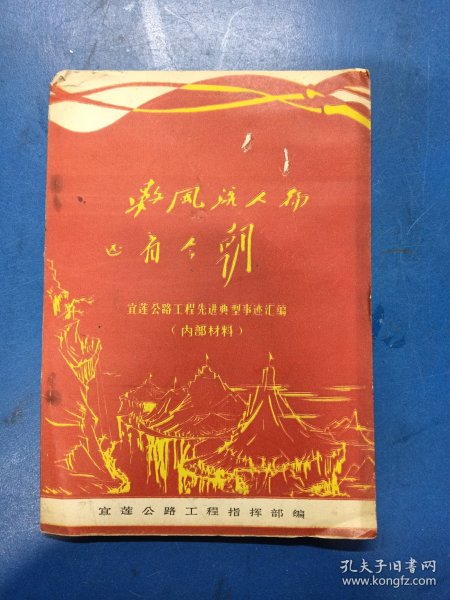 数风流人物
还看今朝
宜莲公路工程先进典型事迹汇编
（内部材料）
宜莲公路工程指挥部编
孔夫子旧书网
www.kongfz.com